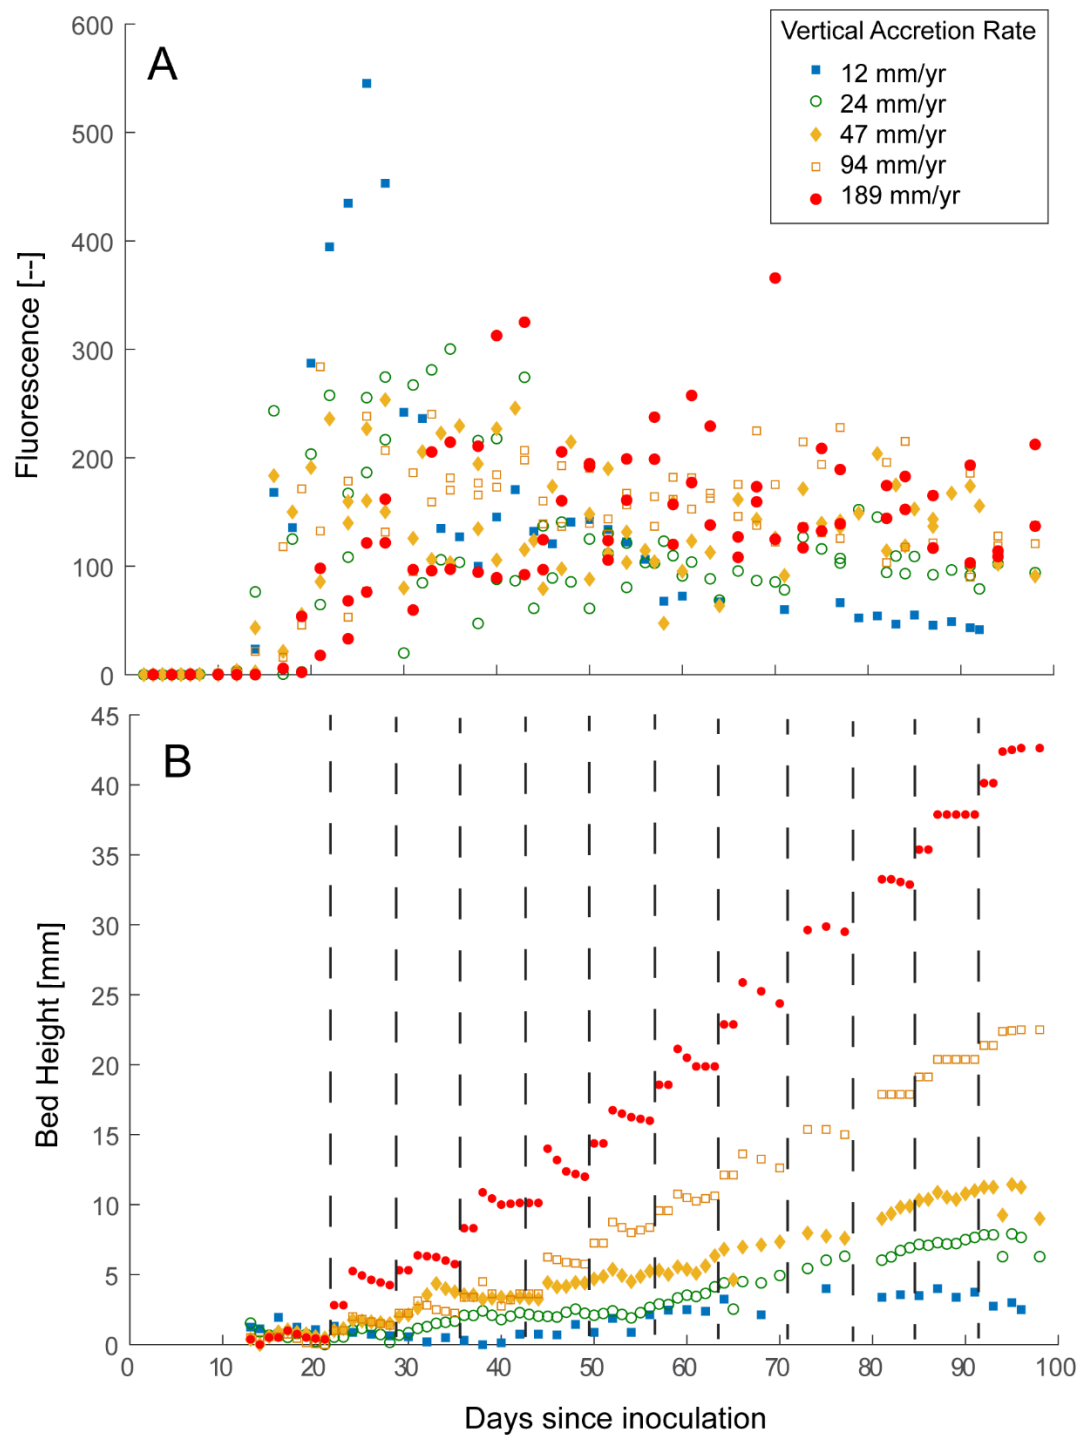 600
500
400
300
200
100
0
Fluorescence [--]
A
Vertical Accretion Rate
12 mm/yr
24 mm/yr
47 mm/yr
94 mm/yr
189 mm/yr
45
40
35
30
25
20
15
10
5
0
Bed Height [mm]
B
0 10 20 30 40 50 60 70 80 90 100
Days since inoculation